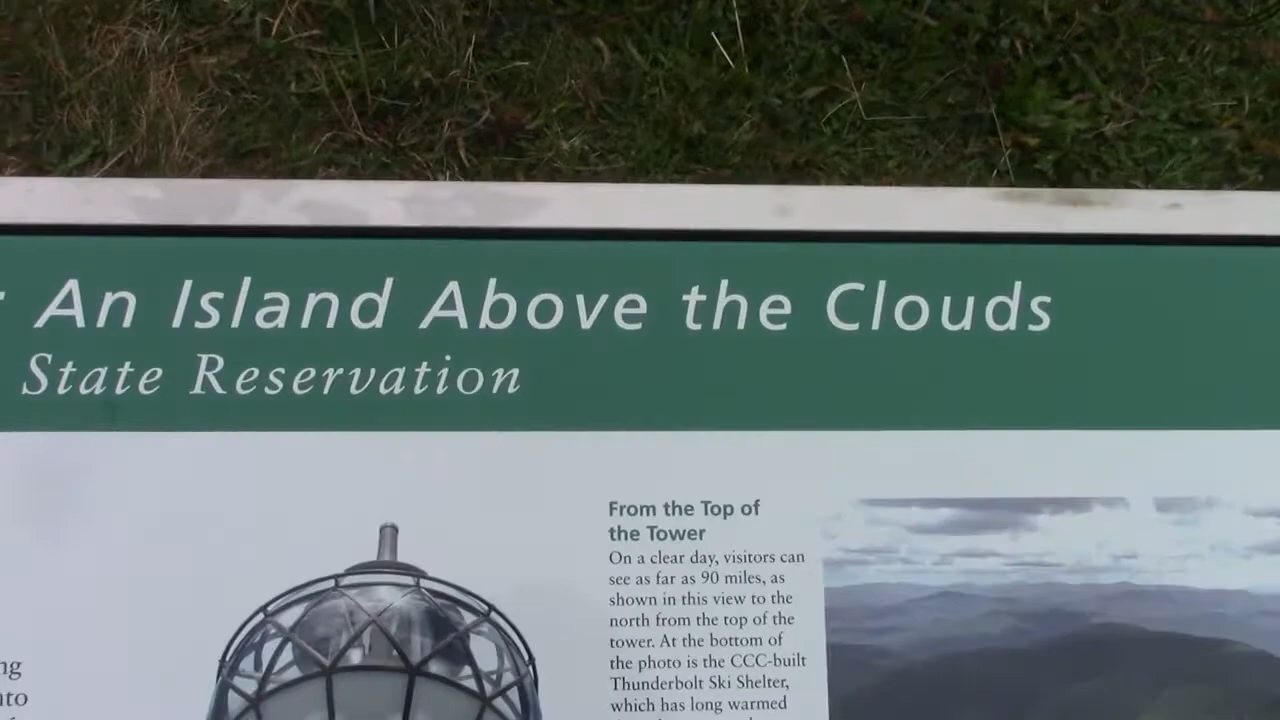 An Island Above the Clouds
State Reservation
From the Top of
the Tower
On a clear day, visitors can
see as far as 90 miles, as
shown in this view to the
north from the top of the
tower. At the bottom of
the photo is the CCC-built
Thunderbolt Ski Shelter,
which has long warmed